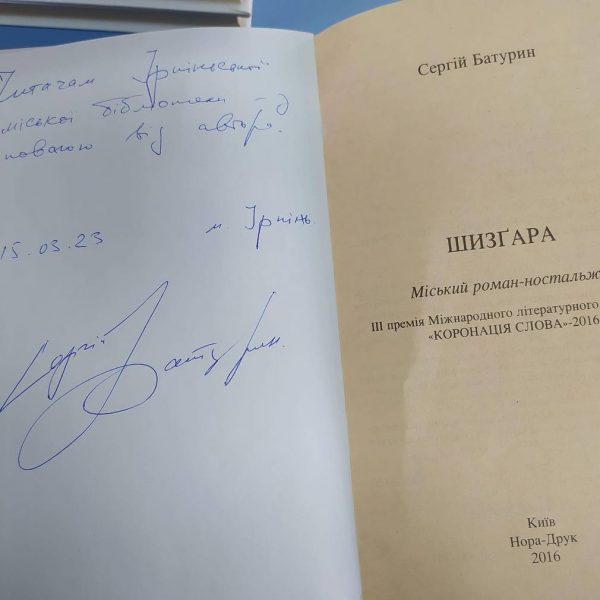 Читачам Ірпінської
міської бібліотеки з
повагою від автора.
15.03.23 м. Ірпінь
Сергій Батурин.
Сергій Батурин
ШИЗҐАРА
Міський роман-ностальж
ІІІ премія Міжнародного літературного
«КОРОНАЦІЯ СЛОВА»-2016
Київ
Нора-Друк
2016